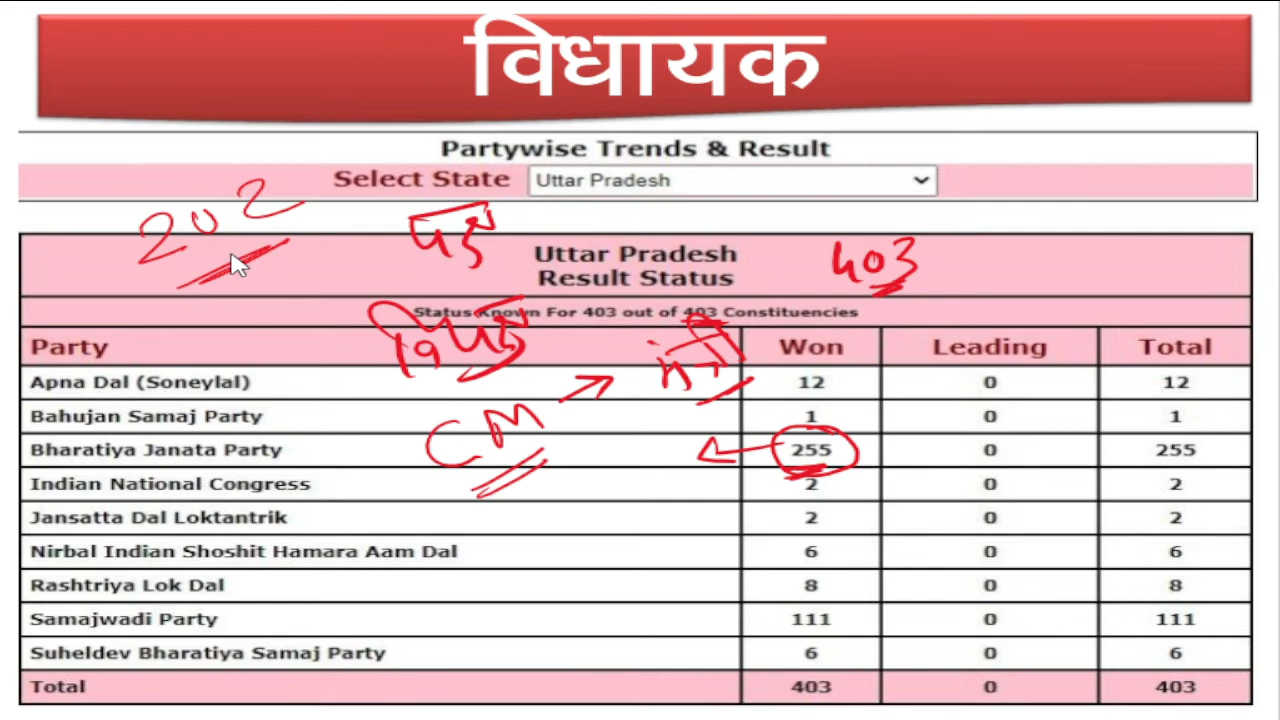 विधायक
Partywise Trends & Result
Select State Uttar Pradesh
202
403
Uttar Pradesh
Result Status
Status Known For 403 out of 403 Constituencies
Party Won Leading Total
Apna Dal (Soneylal) 12 0 12
Bahujan Samaj Party 1 0 1
CM
Bharatiya Janata Party 255 0 255
Indian National Congress 2 0 2
Jansatta Dal Loktantrik 2 0 2
Nirbal Indian Shoshit Hamara Aam Dal 6 0 6
Rashtriya Lok Dal 8 0 8
Samajwadi Party 111 0 111
Suheldev Bharatiya Samaj Party 6 0 6
Total 403 0 403